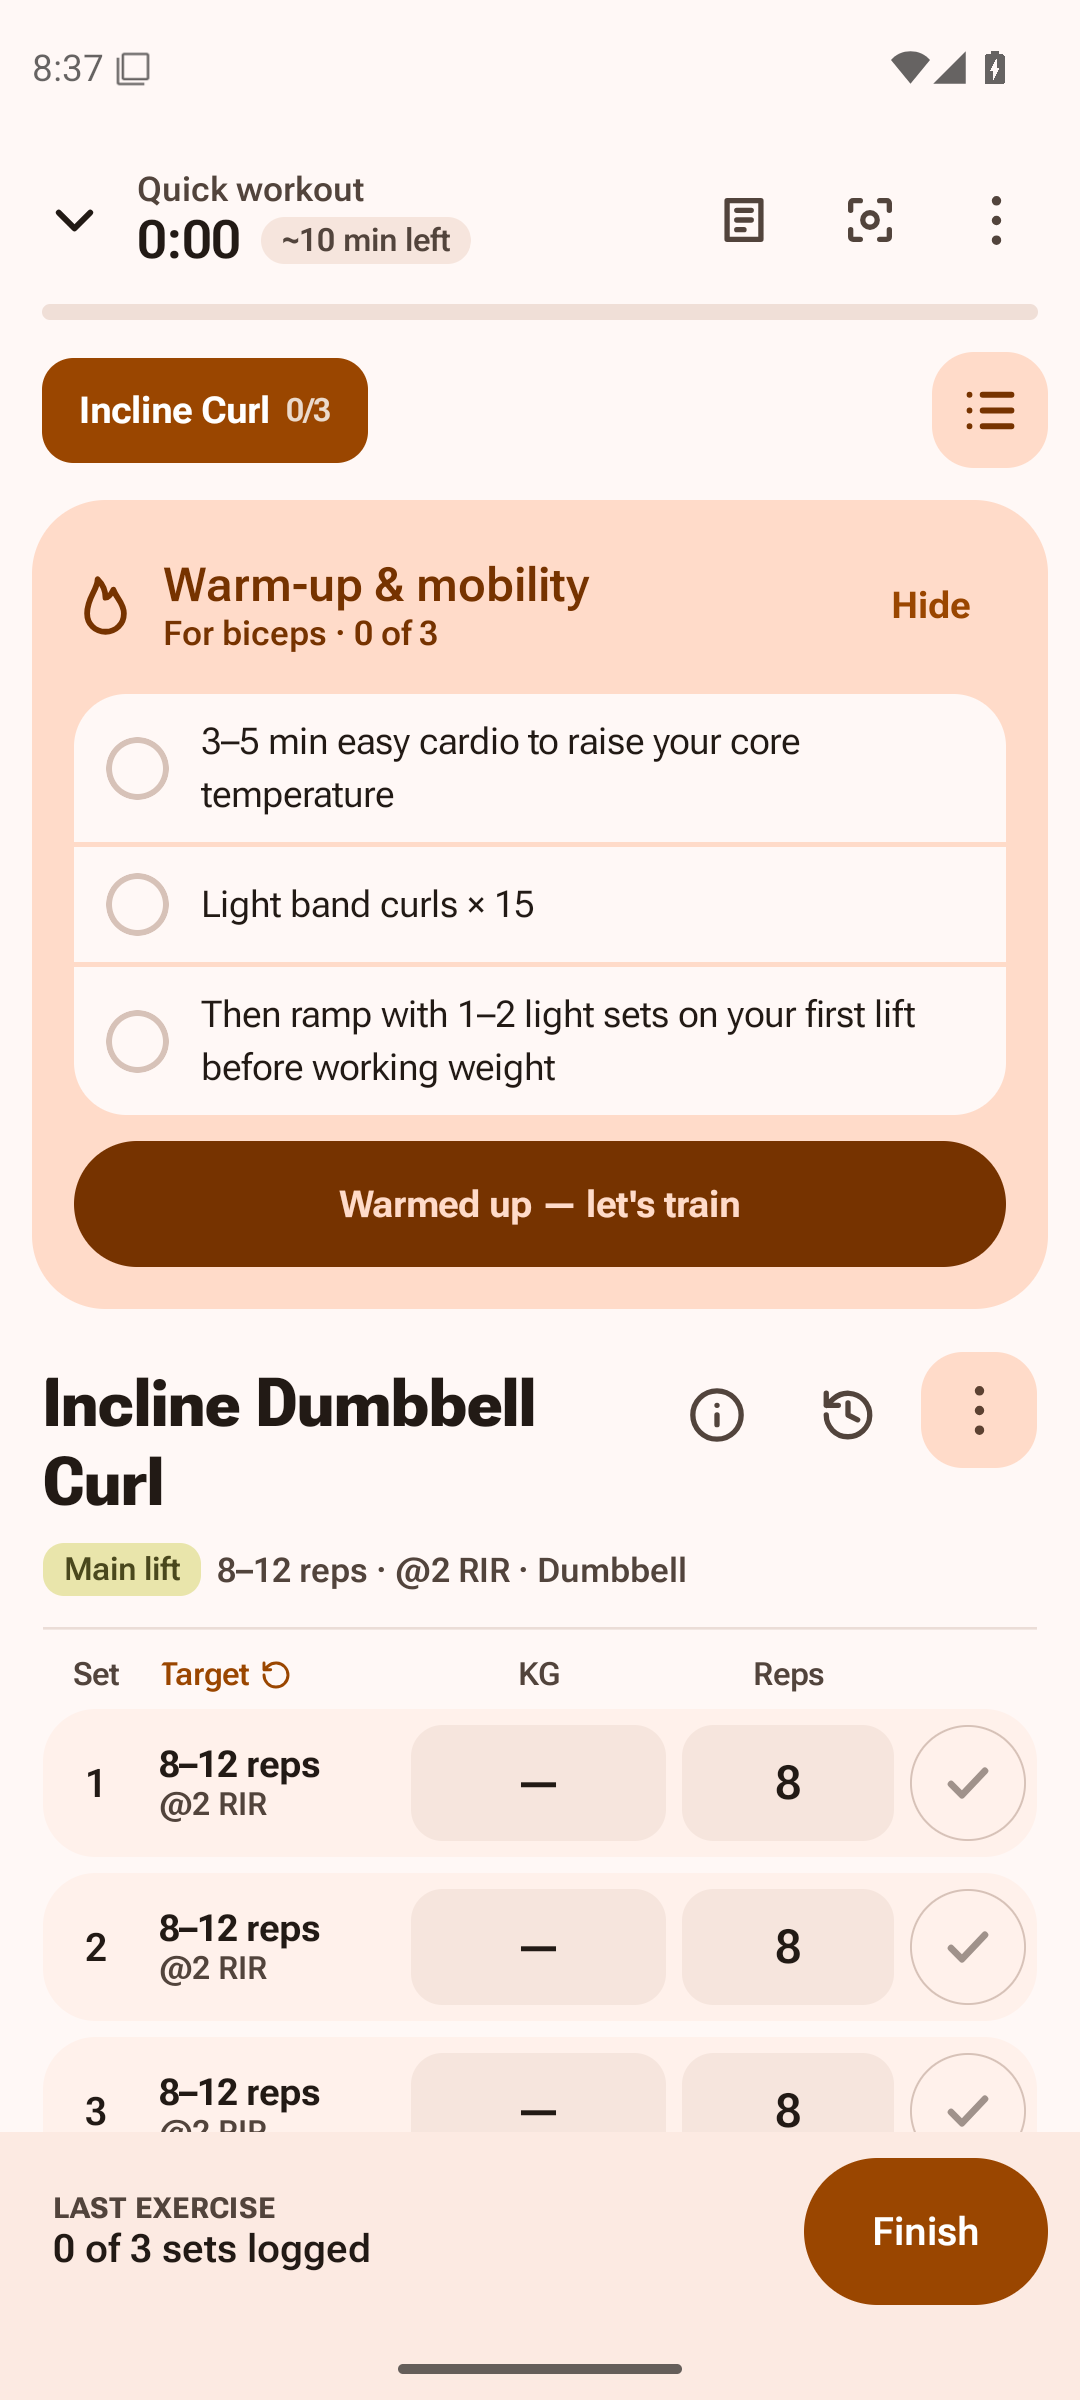 8:37
Quick workout
0:00 ~10 min left
Incline Curl 0/3
Warm-up & mobility
For biceps · 0 of 3
Hide
3–5 min easy cardio to raise your core
temperature
Light band curls × 15
Then ramp with 1–2 light sets on your first lift
before working weight
Warmed up — let's train
Incline Dumbbell
Curl
Main lift 8–12 reps · @2 RIR · Dumbbell
Set Target KG Reps
1 8–12 reps — 8
@2 RIR
2 8–12 reps — 8
@2 RIR
3 8–12 reps — 8
@2 RIR
LAST EXERCISE
0 of 3 sets logged
Finish